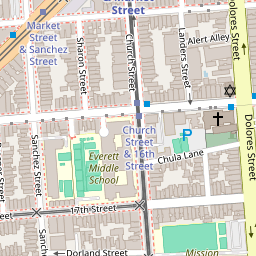 Street
Market
Street
& Sanchez
Street
Sharon Street
Church Street
Landers Street
Alert Alley
Dolores Street
Church
Street
& 16th
Street
P
Chula Lane
Dolores Street
Everett
Middle
School
Sanchez Street
17th Street
Dorland Street
Mission